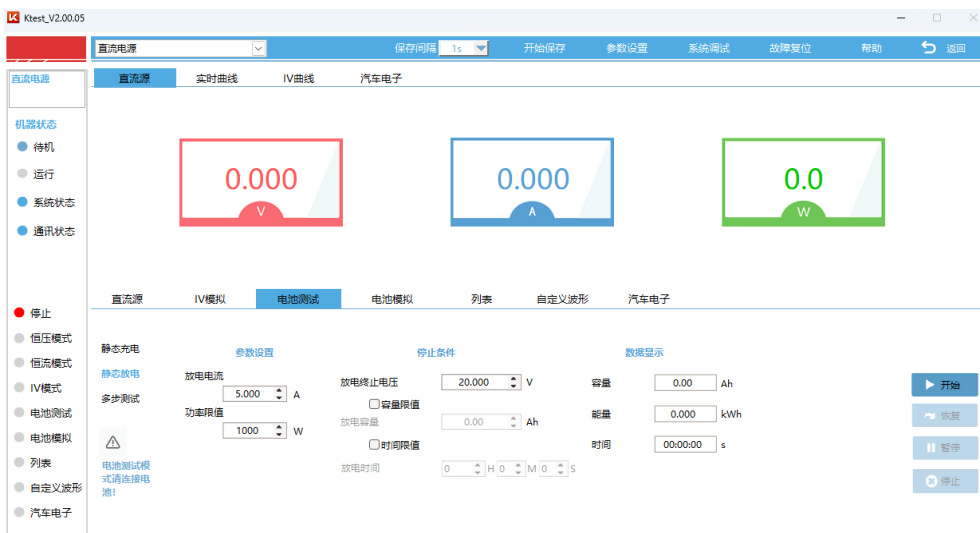 Ktest_V2.00.05
直流电源 保存间隔 1s 开始保存 参数设置 系统调试 故障复位 帮助 返回
直流电源
直流源 实时曲线 IV曲线 汽车电子
机器状态
待机
运行
系统状态
通讯状态
0.000
V
0.000
A
0.0
W
直流源 IV模拟 电池测试 电池模拟 列表 自定义波形 汽车电子
停止
恒压模式
恒流模式
IV模式
电池测试
电池模拟
列表
自定义波形
汽车电子
静态充电
静态放电
多步测试
电池测试模
式请连接电
池!
参数设置
放电电流
5.000 A
功率限值
1000 W
停止条件
放电终止电压 20.000 V
容量限值
放电容量 0.00 Ah
时间限值
放电时间 0 H 0 M 0 S
数据显示
容量 0.00 Ah
能量 0.000 kWh
时间 00:00:00 s
开始
恢复
暂停
停止